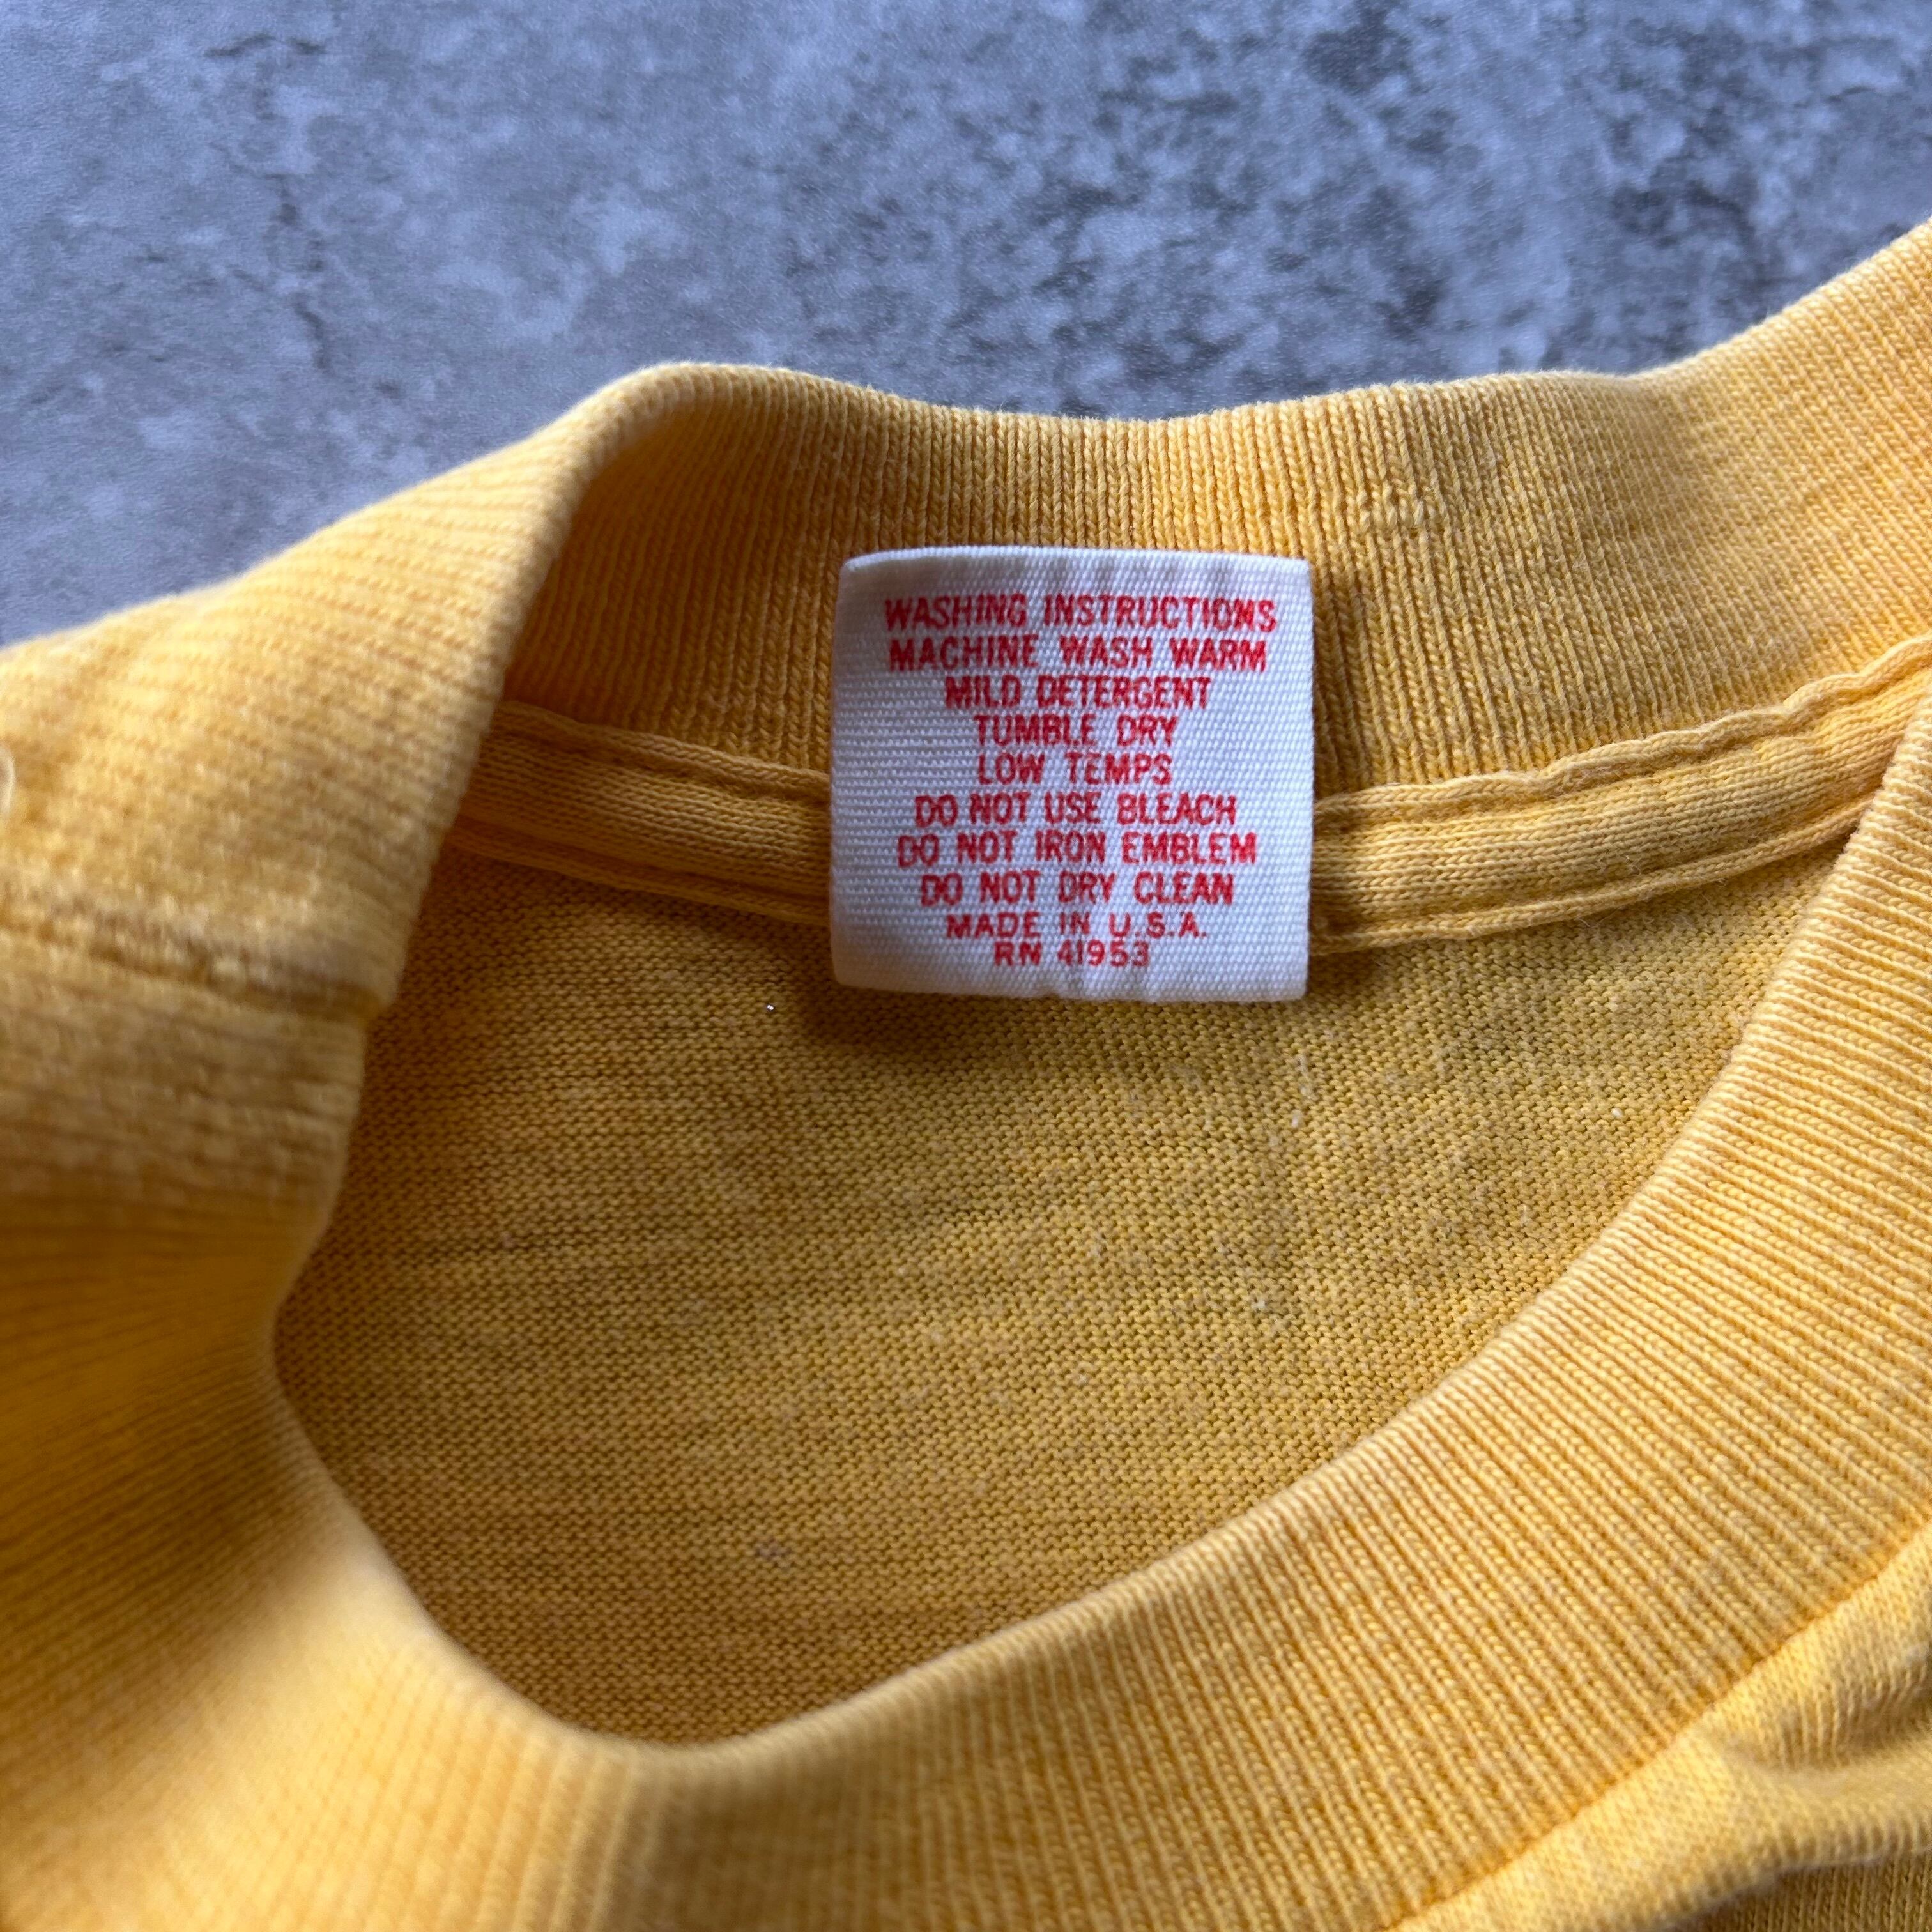 WASHING INSTRUCTIONS
MACHINE WASH WARM
MILD DETERGENT
TUMBLE DRY
LOW TEMPS
DO NOT USE BLEACH
DO NOT IRON EMBLEM
DO NOT DRY CLEAN
MADE IN U.S.A.
RN 41953